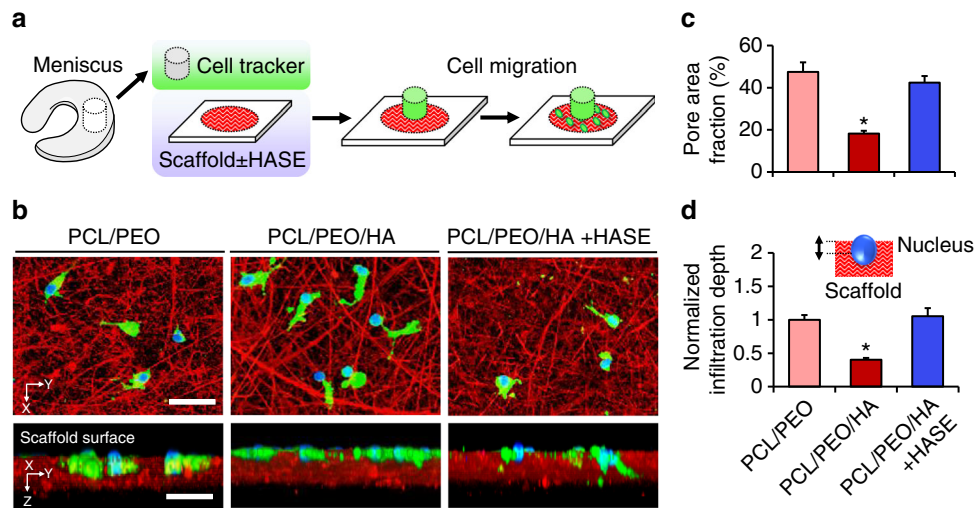 a
Meniscus
Cell tracker
Scaffold±HASE
Cell migration
b
PCL/PEO
PCL/PEO/HA
PCL/PEO/HA +HASE
Y
X
Scaffold surface
X
Y
Z
c
Pore area
fraction (%)
60
40
20
0
*
d
Normalized
infiltration depth
2
1.5
1
0.5
0
Nucleus
Scaffold
*
PCL/PEO
PCL/PEO/HA
PCL/PEO/HA
+HASE